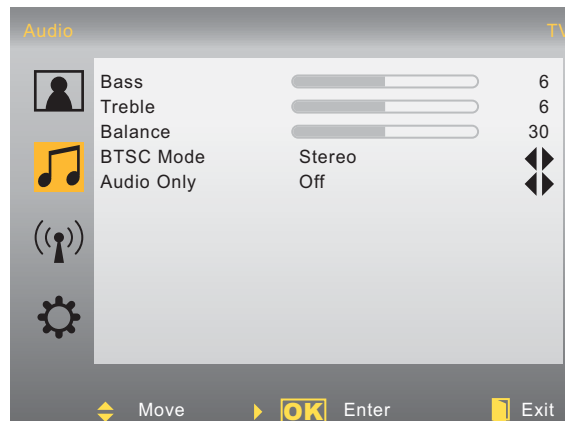 Audio TV
Bass 6
Treble 6
Balance 30
BTSC Mode Stereo
Audio Only Off
Move OK Enter Exit